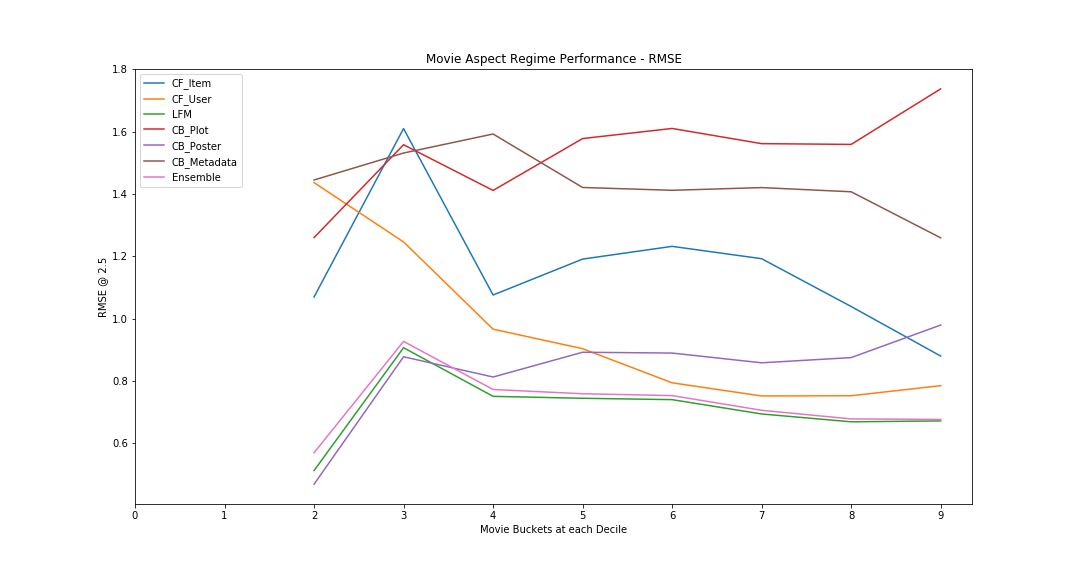 Movie Aspect Regime Performance - RMSE
CF_Item
CF_User
LFM
CB_Plot
CB_Poster
CB_Metadata
Ensemble
1.8
1.6
1.4
1.2
1.0
0.8
0.6
RMSE @ 2.5
0 1 2 3 4 5 6 7 8 9
Movie Buckets at each Decile